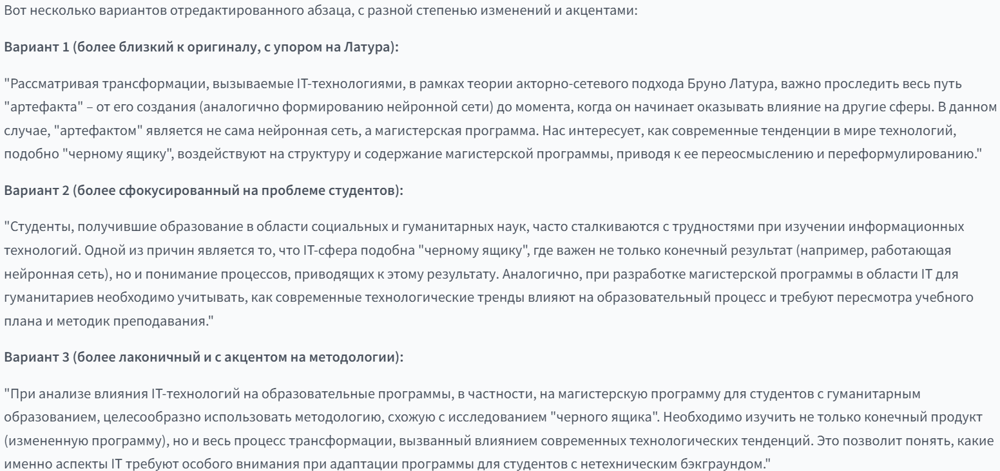 Вот несколько вариантов отредактированного абзаца, с разной степенью изменений и акцентами:
Вариант 1 (более близкий к оригиналу, с упором на Латура):
"Рассматривая трансформации, вызываемые IT-технологиями, в рамках теории акторно-сетевого подхода Бруно Латура, важно проследить весь путь
"артефакта" – от его создания (аналогично формированию нейронной сети) до момента, когда он начинает оказывать влияние на другие сферы. В данном
случае, "артефактом" является не сама нейронная сеть, а магистерская программа. Нас интересует, как современные тенденции в мире технологий,
подобно "черному ящику", воздействуют на структуру и содержание магистерской программы, приводя к ее переосмыслению и переформулированию."
Вариант 2 (более сфокусированный на проблеме студентов):
"Студенты, получившие образование в области социальных и гуманитарных наук, часто сталкиваются с трудностями при изучении информационных
технологий. Одной из причин является то, что IT-сфера подобна "черному ящику", где важен не только конечный результат (например, работающая
нейронная сеть), но и понимание процессов, приводящих к этому результату. Аналогично, при разработке магистерской программы в области IT для
гуманитариев необходимо учитывать, как современные технологические тренды влияют на образовательный процесс и требуют пересмотра учебного
плана и методик преподавания."
Вариант 3 (более лаконичный и с акцентом на методологии):
"При анализе влияния IT-технологий на образовательные программы, в частности, на магистерскую программу для студентов с гуманитарным
образованием, целесообразно использовать методологию, схожую с исследованием "черного ящика". Необходимо изучить не только конечный продукт
(измененную программу), но и весь процесс трансформации, вызванный влиянием современных технологических тенденций. Это позволит понять, какие
именно аспекты IT требуют особого внимания при адаптации программы для студентов с нетехническим бэкграундом."